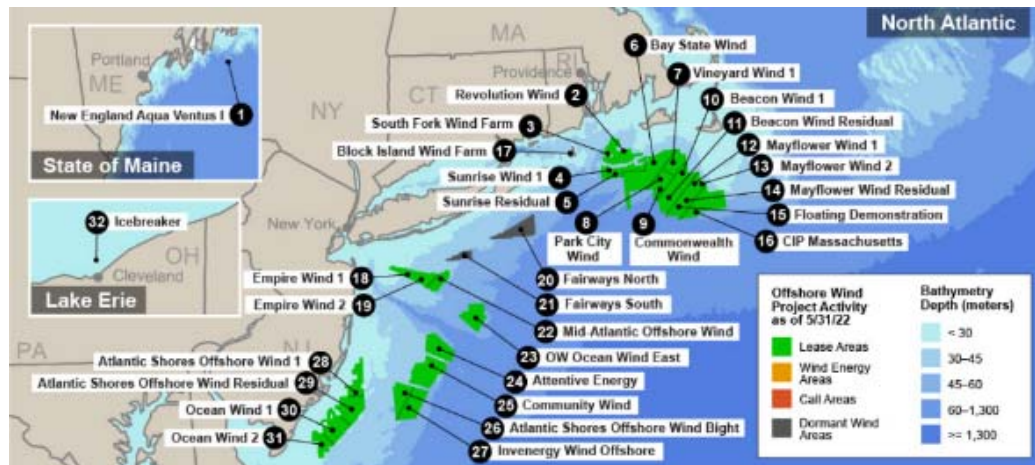 North Atlantic
MA
RI
CT
NY
Providence
Portland
ME
New England Aqua Ventus I 1
State of Maine
32 Icebreaker
OH
Cleveland
Lake Erie
PA
NJ
New York
6
Bay State Wind
7 Vineyard Wind 1
10
Beacon Wind 1
11
Beacon Wind Residual
12 Mayflower Wind 1
13 Mayflower Wind 2
14 Mayflower Wind Residual
15 Floating Demonstration
16 CIP Massachusetts
Revolution Wind 2
South Fork Wind Farm
3
Block Island Wind Farm 17
Sunrise Wind 1 4
Sunrise Residual 5
8
Park City
Wind
9
Commonwealth
Wind
Empire Wind 1 18
Empire Wind 2 19
20
Fairways North
21 Fairways South
22 Mid-Atlantic Offshore Wind
23 OW Ocean Wind East
24 Attentive Energy
25 Community Wind
26 Atlantic Shores Offshore Wind Bight
27 Invenergy Wind Offshore
Atlantic Shores Offshore Wind 1
28
Atlantic Shores Offshore Wind Residual 29
Ocean Wind 1 30
Ocean Wind 2 31
Offshore Wind
Project Activity
as of 5/31/22
Lease Areas
Wind Energy
Areas
Call Areas
Dormant Wind
Areas
Bathymetry
Depth (meters)
< 30
30–45
45–60
60–1,300
>= 1,300